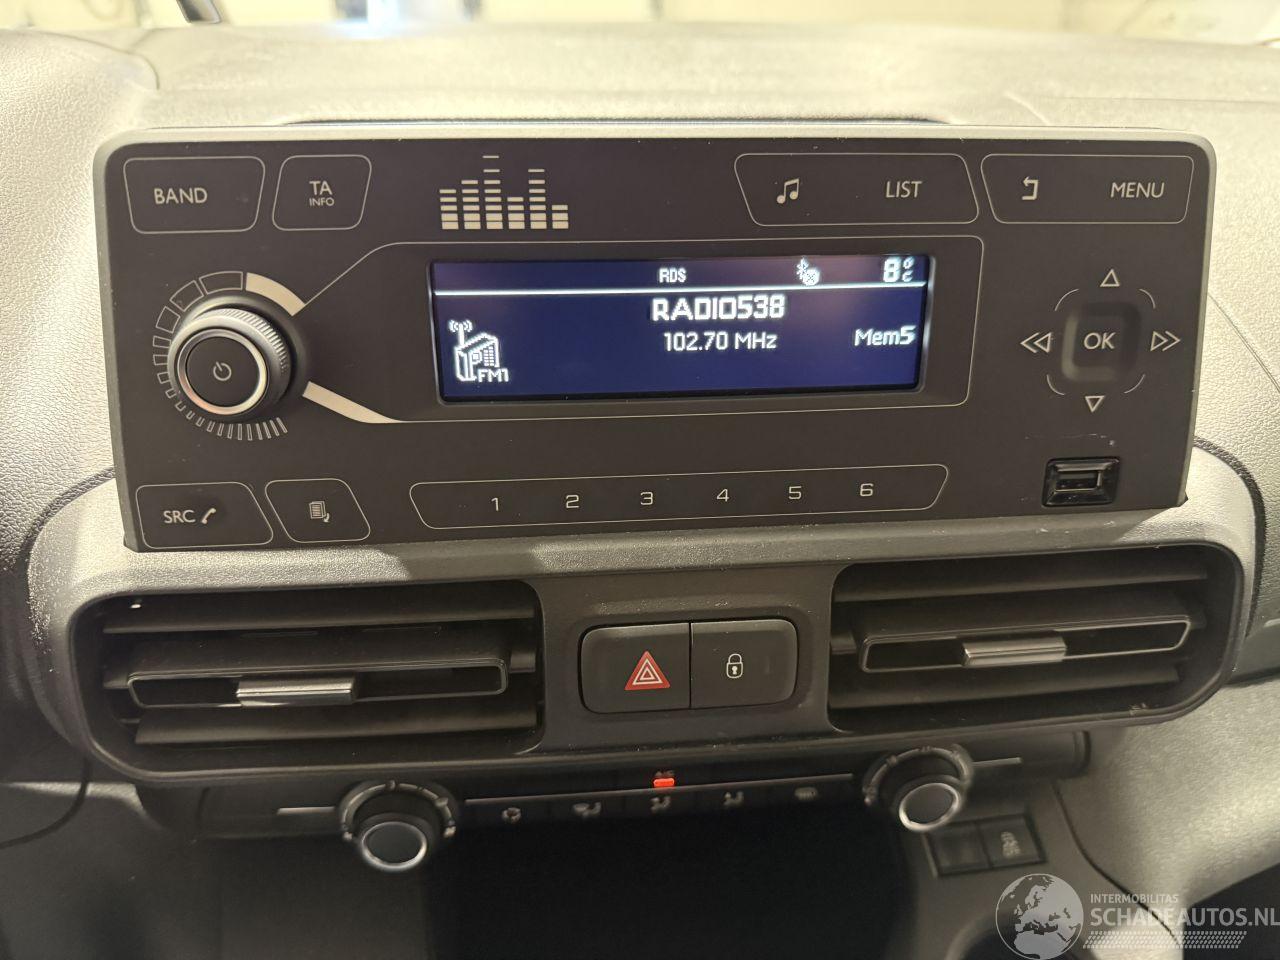 BAND
TA
INFO
LIST
MENU
RDS
8°C
RADIO538
102.70 MHz
Mem5
FM1
OK
SRC
1 2 3 4 5 6
A/C
INTERMOBILITAS
SCHADEAUTOS.NL